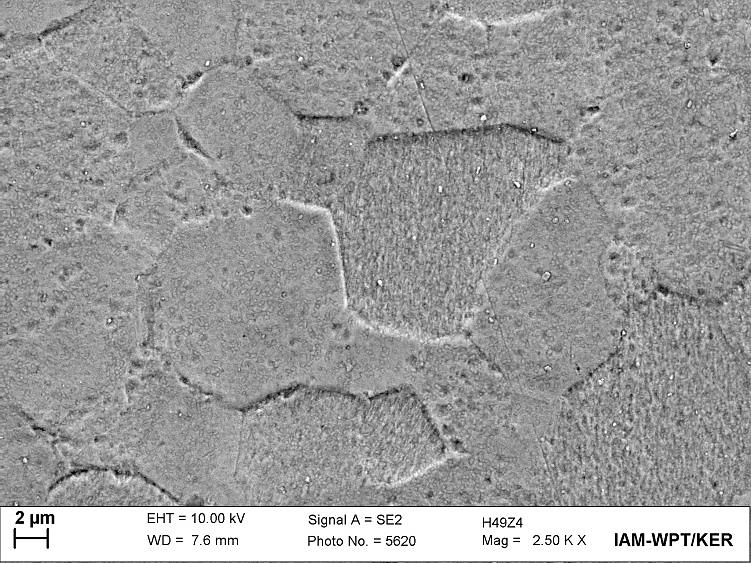 2 µm
EHT = 10.00 kV
WD = 7.6 mm
Signal A = SE2
Photo No. = 5620
H49Z4
Mag = 2.50 K X
IAM-WPT/KER